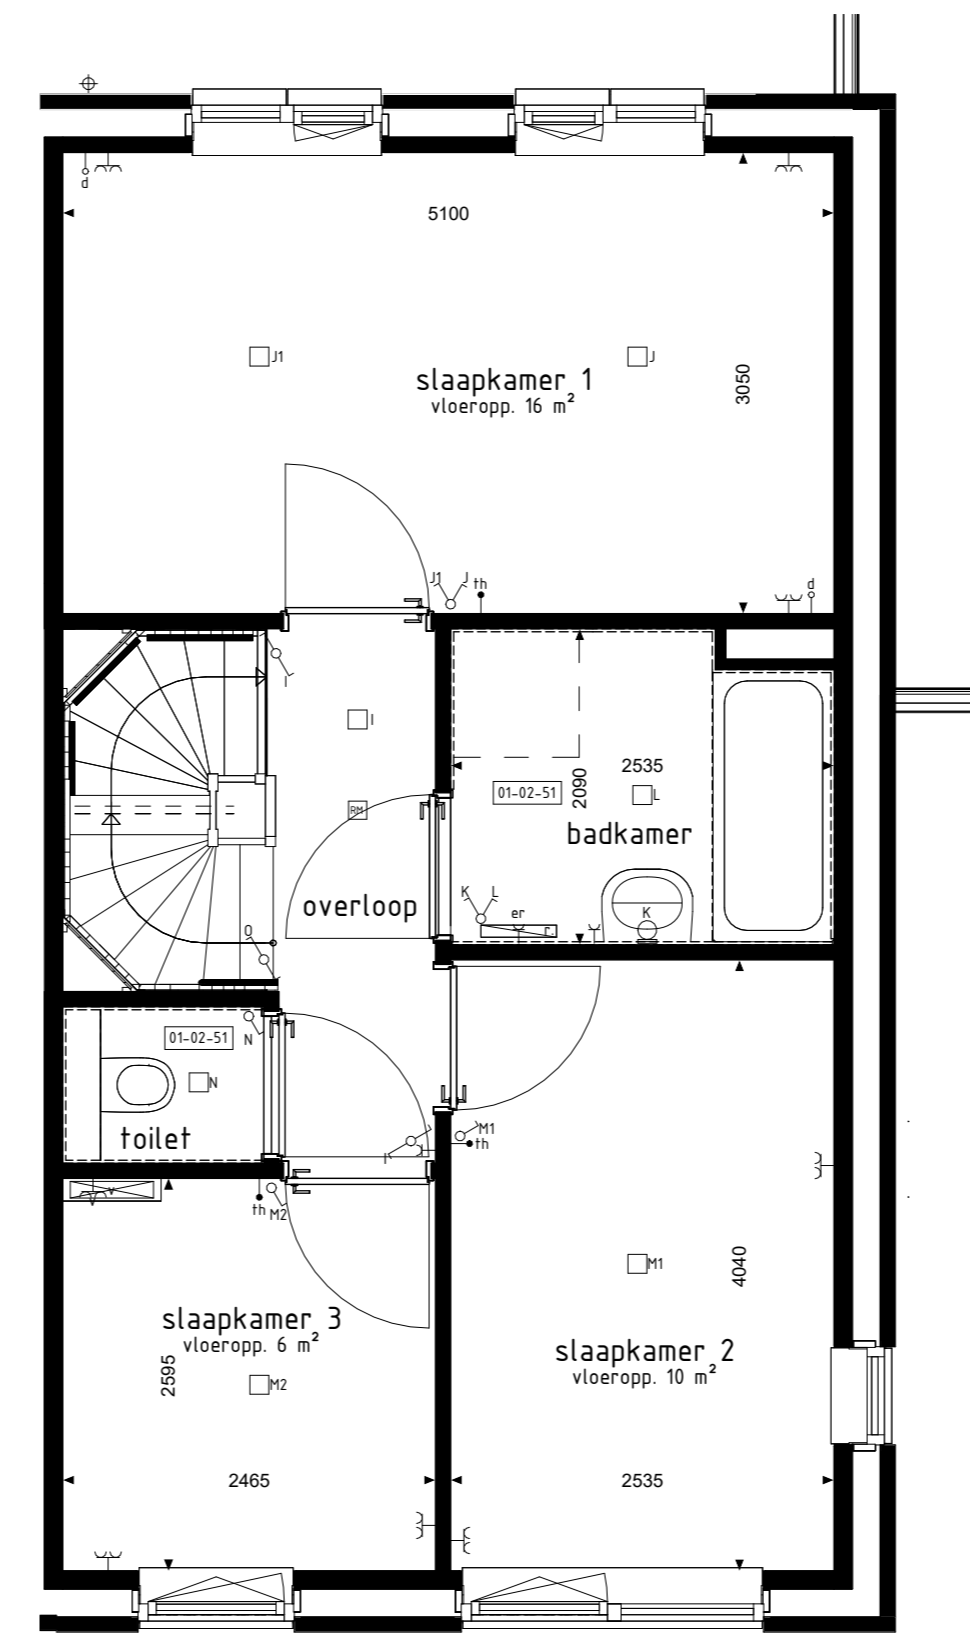 d
5100
J1
J
slaapkamer 1
vloeropp. 16 m²
3050
J1 J th
d
I
I
2535
2090
01-02-51
L
RM
badkamer
K L
er
r.
K
overloop
O
N
01-02-51
N
toilet
M1
th
I
v
th
M2
4040
M1
slaapkamer 3
vloeropp. 6 m²
2595
M2
slaapkamer 2
vloeropp. 10 m²
2465
2535